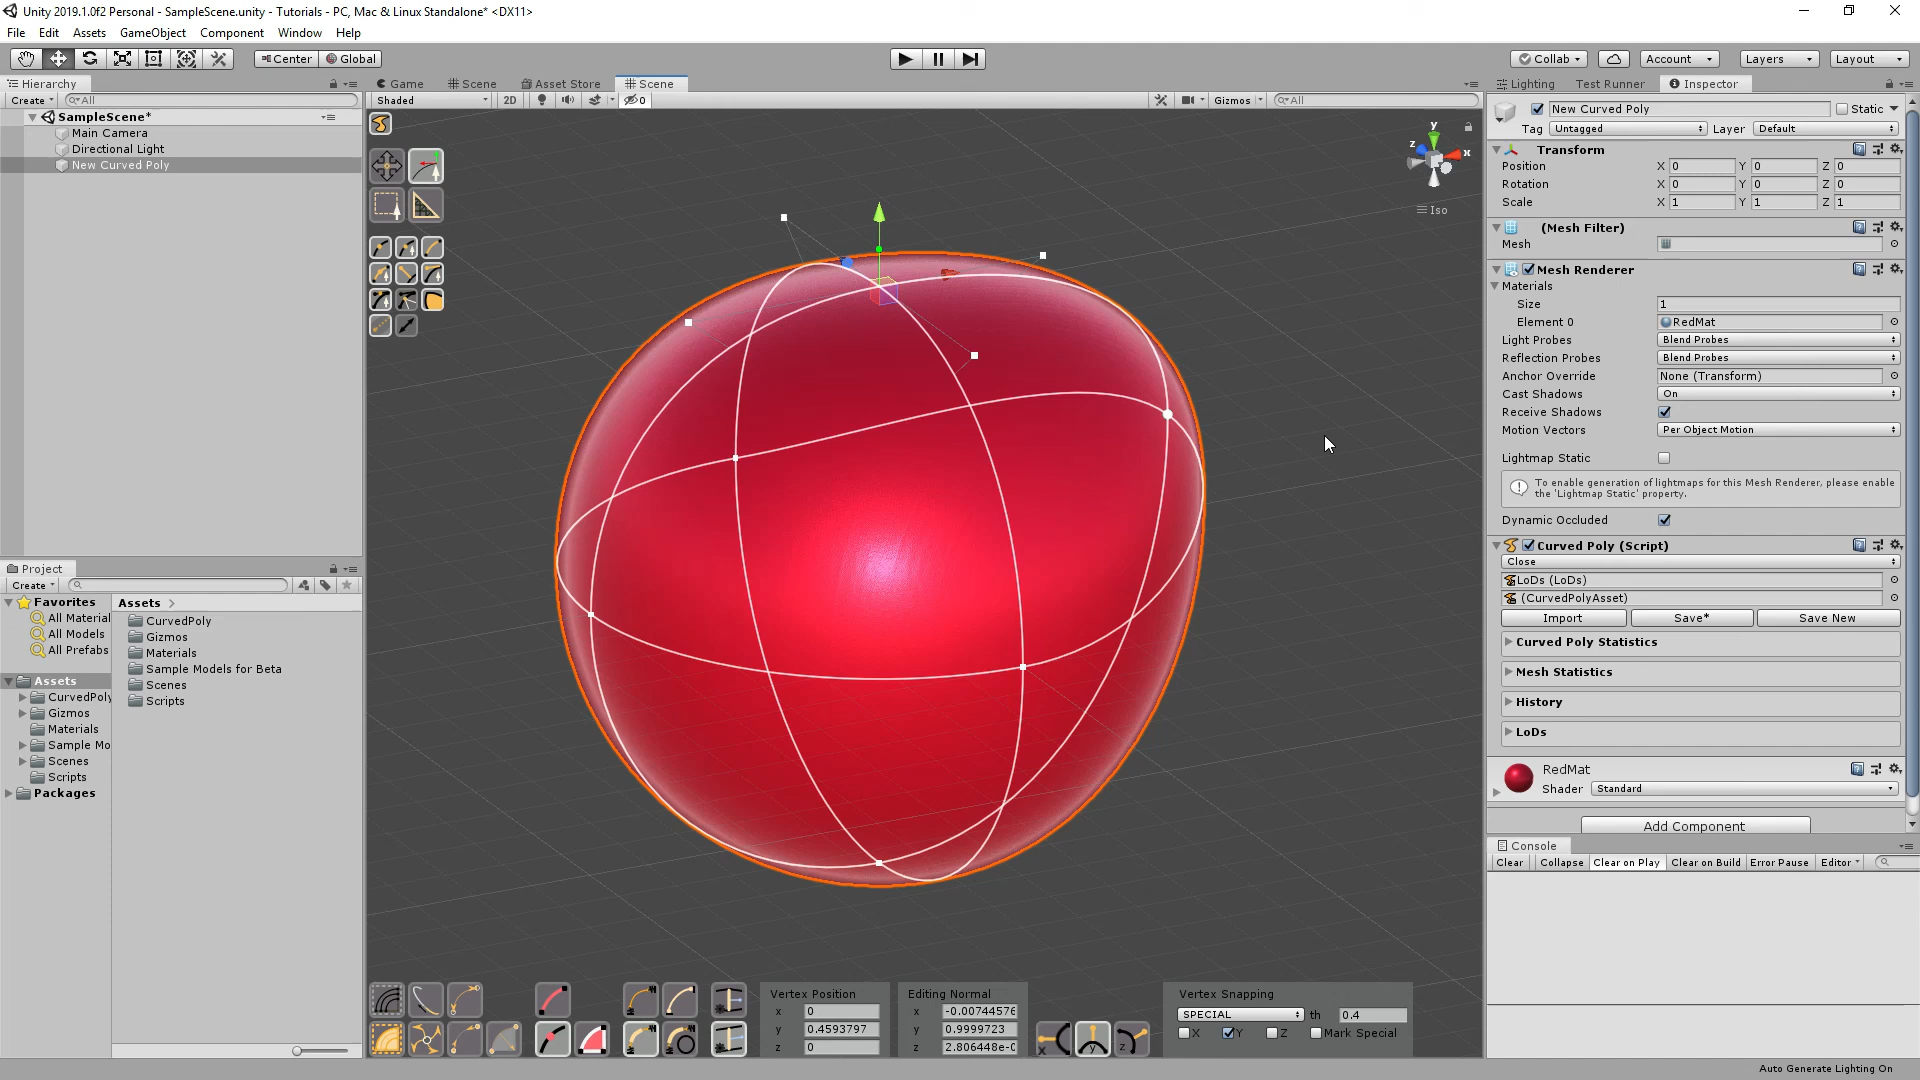 Unity 2019.1.0f2 Personal - SampleScene.unity - Tutorials - PC, Mac & Linux Standalone* <DX11>
File Edit Assets GameObject Component Window Help
Center Global
Collab Account Layers Layout
Hierarchy
Create All
SampleScene*
Main Camera
Directional Light
New Curved Poly
Game Scene Asset Store Scene
Shaded 2D 0 Gizmos All
y
z x
Iso
Lighting Test Runner Inspector
New Curved Poly Static
Tag Untagged Layer Default
Transform
Position X 0 Y 0 Z 0
Rotation X 0 Y 0 Z 0
Scale X 1 Y 1 Z 1
(Mesh Filter)
Mesh
Mesh Renderer
Materials
Size 1
Element 0 RedMat
Light Probes Blend Probes
Reflection Probes Blend Probes
Anchor Override None (Transform)
Cast Shadows On
Receive Shadows
Motion Vectors Per Object Motion
Lightmap Static
To enable generation of lightmaps for this Mesh Renderer, please enable
the 'Lightmap Static' property.
Dynamic Occluded
Curved Poly (Script)
Close
LoDs (LoDs)
(CurvedPolyAsset)
Import Save* Save New
Curved Poly Statistics
Mesh Statistics
History
LoDs
RedMat
Shader Standard
Add Component
Project
Create
Favorites
All Material
All Models
All Prefabs
Assets
CurvedPoly
Gizmos
Materials
Sample Mo
Scenes
Scripts
Packages
Assets
CurvedPoly
Gizmos
Materials
Sample Models for Beta
Scenes
Scripts
Console
Clear Collapse Clear on Play Clear on Build Error Pause Editor
Vertex Position
x 0
y 0.4593797
z 0
Editing Normal
x -0.00744576
y 0.9999723
z 2.806448e-0
x y z
Vertex Snapping
SPECIAL th 0.4
X Y Z Mark Special
Auto Generate Lighting On